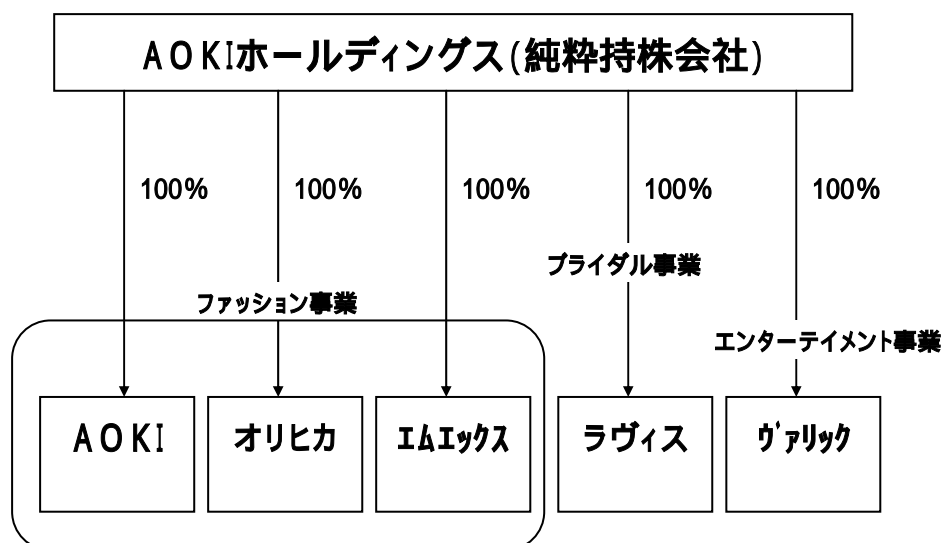 AOKIホールディングス(純粋持株会社)
100%
100%
100%
100%
100%
ブライダル事業
ファッション事業
エンターテイメント事業
AOKI
オリヒカ
エムエックス
ラヴィス
ヴァリック